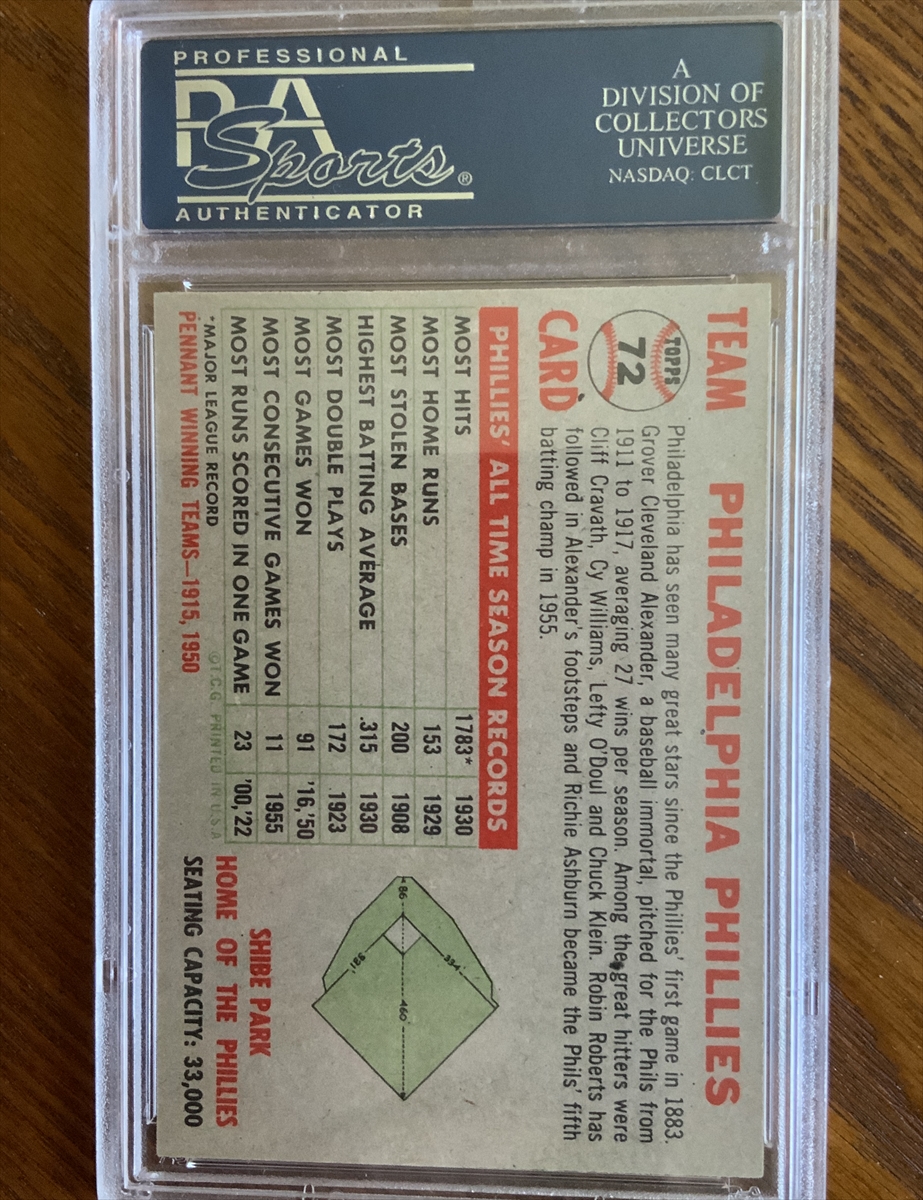 PROFESSIONAL
PSA
Sports®
AUTHENTICATOR
A
DIVISION OF
COLLECTORS
UNIVERSE
NASDAQ: CLCT
TEAM
TOPPS
72
CARD
PHILADELPHIA PHILLIES
Philadelphia has seen many great stars since the Phillies' first game in 1883.
Grover Cleveland Alexander, a baseball immortal, pitched for the Phils from
1911 to 1917, averaging 27 wins per season. Among the great hitters were
Cliff Cravath, Cy Williams, Lefty O'Doul and Chuck Klein. Robin Roberts has
followed in Alexander's footsteps and Richie Ashburn became the Phils' fifth
batting champ in 1955.
PHILLIES' ALL TIME SEASON RECORDS
MOST HITS 1783* 1930
MOST HOME RUNS 153 1929
MOST STOLEN BASES 200 1908
HIGHEST BATTING AVERAGE .315 1930
MOST DOUBLE PLAYS 172 1923
MOST GAMES WON 91 '16,'50
MOST CONSECUTIVE GAMES WON 11 1955
MOST RUNS SCORED IN ONE GAME 23 '00,'22
*MAJOR LEAGUE RECORD
©T.C.G. PRINTED IN U.S.A.
PENNANT WINNING TEAMS—1915, 1950
86
334'
460'
SHIBE PARK
HOME OF THE PHILLIES
SEATING CAPACITY: 33,000